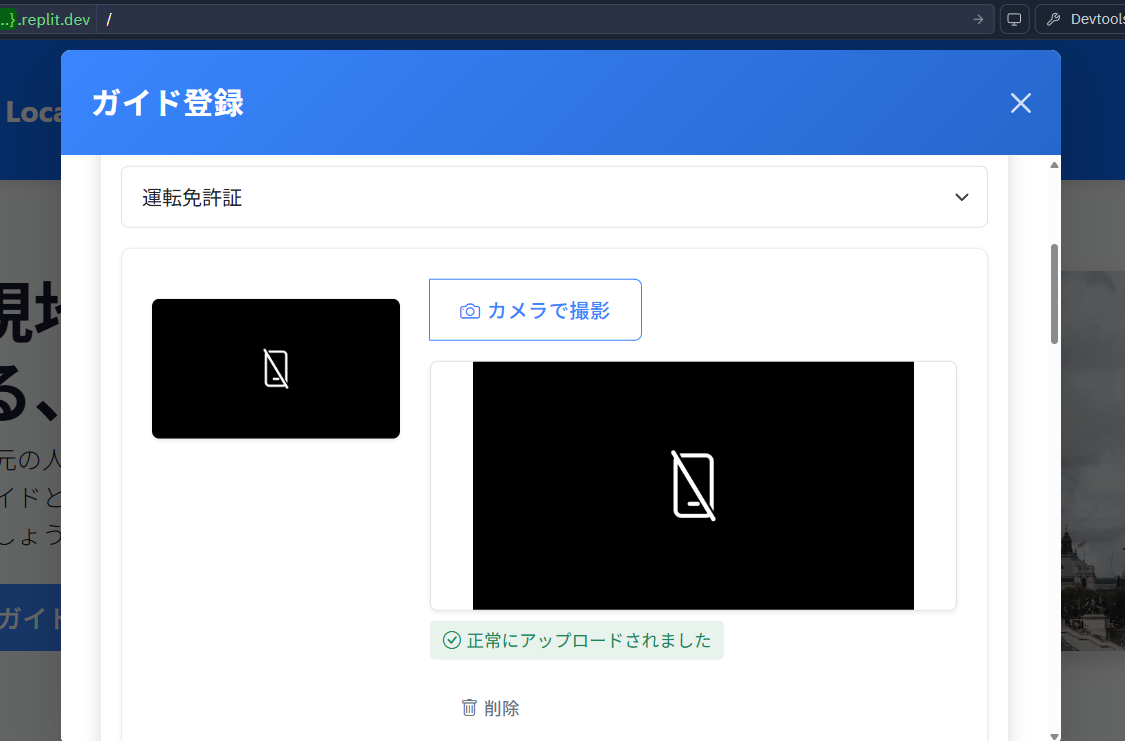 ..}.replit.dev /
Devtools
ガイド登録
Loca
運転免許証
カメラで撮影
現地
る、
元の人
イドと
しょう
ガイド
正常にアップロードされました
削除